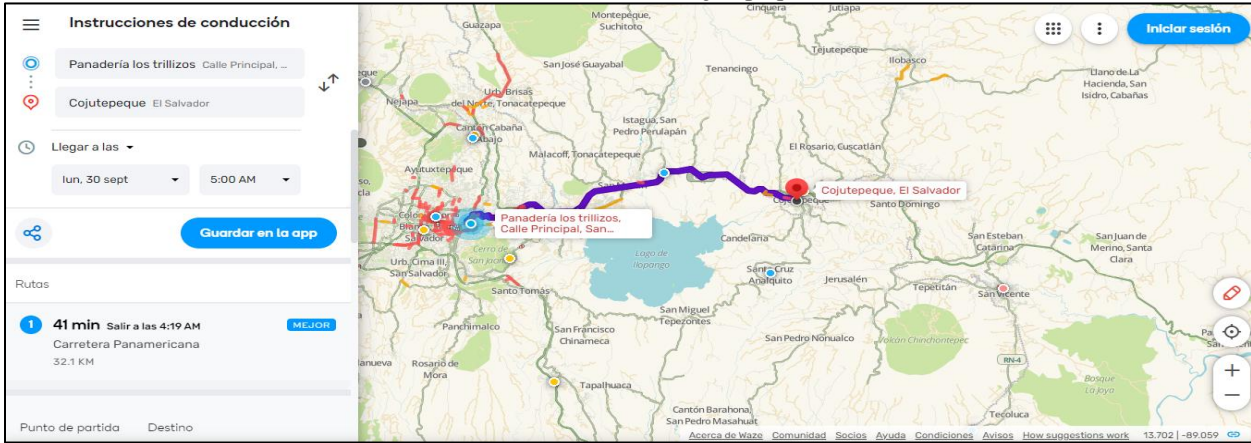 Instrucciones de conducción
Panadería los trillizos Calle Principal, ...
Cojutepeque El Salvador
Llegar a las
lun, 30 sept
5:00 AM
Guardar en la app
Rutas
1 41 min Salir a las 4:19 AM MEJOR
Carretera Panamericana
32.1 KM
Punto de partida Destino
Iniciar sesión
Guazapa
Montepeque,
Suchitoto
Cinquera
Jutiapa
Tejutepeque
Ilobasco
San José Guayabal
Tenancingo
Llano de La
Hacienda, San
Isidro, Cabañas
Nejapa
Urb. Brisas
del Norte, Tonacatepeque
Cantón Cabaña
Abajo
Istagua, San
Pedro Perulapán
Malacoff, Tonacatepeque
El Rosario, Cuscatlán
Ayutuxtepeque
Cojutepeque, El Salvador
Santo Domingo
Panadería los trillizos,
Calle Principal, San...
Candelaria
San Esteban
Catarina
San Juan de
Merino, Santa
Clara
Cerro de
San Jacinto
Lago de
Ilopango
Urb. Cima III,
San Salvador
Santa Cruz
Analquito
Jerusalén
Tepetitán
San Vicente
Santo Tomás
San Miguel
Tepezontes
Panchimalco
San Francisco
Chinameca
San Pedro Nonualco
Volcán Chinchontepec
Rosario de
Mora
RN-4
Bosque
La Joya
Tapalhuaca
Cantón Barahona,
San Pedro Masahuat
Tecoluca
Acerca de Waze Comunidad Socios Ayuda Condiciones Avisos How suggestions work 13.702 | -89.059